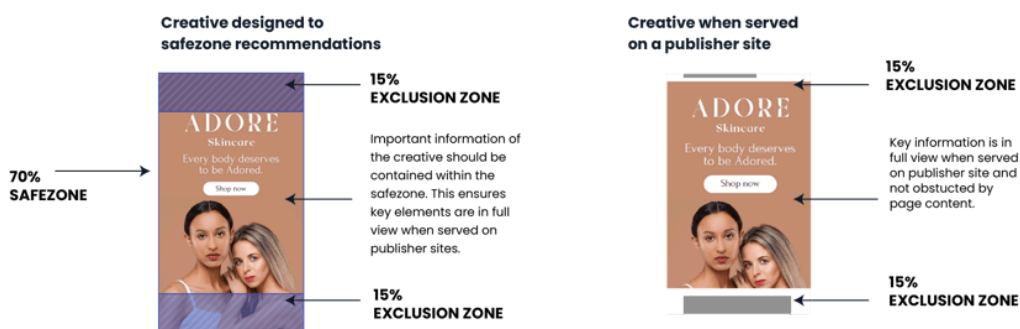 Creative designed to
safezone recommendations
15%
EXCLUSION ZONE
ADORE
Skincare
Every body deserves
to be Adored.
Shop now
70%
SAFEZONE
Important information of
the creative should be
contained within the
safezone. This ensures
key elements are in full
view when served on
publisher sites.
15%
EXCLUSION ZONE
Creative when served
on a publisher site
15%
EXCLUSION ZONE
ADORE
Skincare
Every body deserves
to be Adored.
Shop now
Key information is in
full view when served
on publisher site and
not obstucted by
page content.
15%
EXCLUSION ZONE